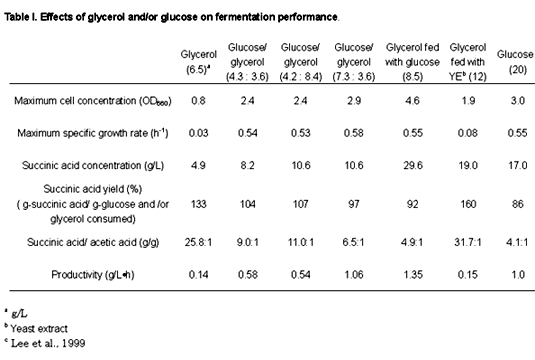 Table I. Effects of glycerol and/or glucose on fermentation performance.
Glycerol (6.5)a Glucose/ glycerol (4.3 : 3.6) Glucose/ glycerol (4.2 : 8.4) Glucose/ glycerol (7.3 : 3.6) Glycerol fed with glucose (8.5) Glycerol fed with YEb (12) Glucose (20)
Maximum cell concentration (OD660) 0.8 2.4 2.4 2.9 4.6 1.9 3.0
Maximum specific growth rate (h-1) 0.03 0.54 0.53 0.58 0.55 0.08 0.55
Succinic acid concentration (g/L) 4.9 8.2 10.6 10.6 29.6 19.0 17.0
Succinic acid yield (%)
( g-succinic acid/ g-glucose and /or glycerol consumed) 133 104 107 97 92 160 86
Succinic acid/ acetic acid (g/g) 25.8:1 9.0:1 11.0:1 6.5:1 4.9:1 31.7:1 4.1:1
Productivity (g/L•h) 0.14 0.58 0.54 1.06 1.35 0.15 1.0
a g/L
b Yeast extract
c Lee et al., 1999